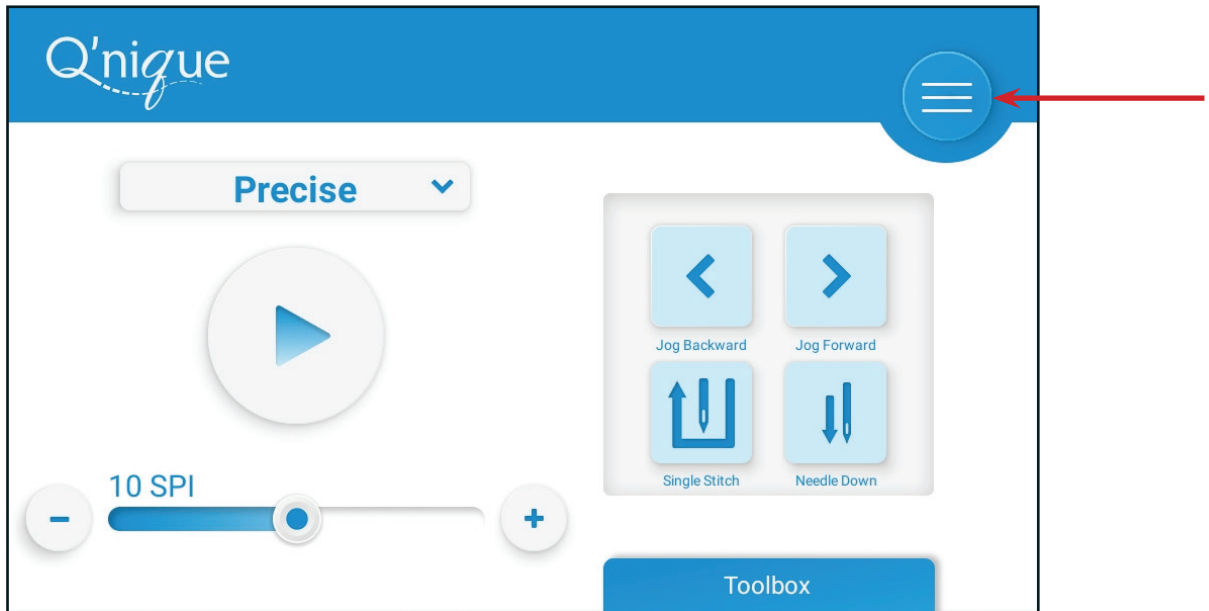 Q'nique
Precise
10 SPI
Jog Backward
Jog Forward
Single Stitch
Needle Down
Toolbox